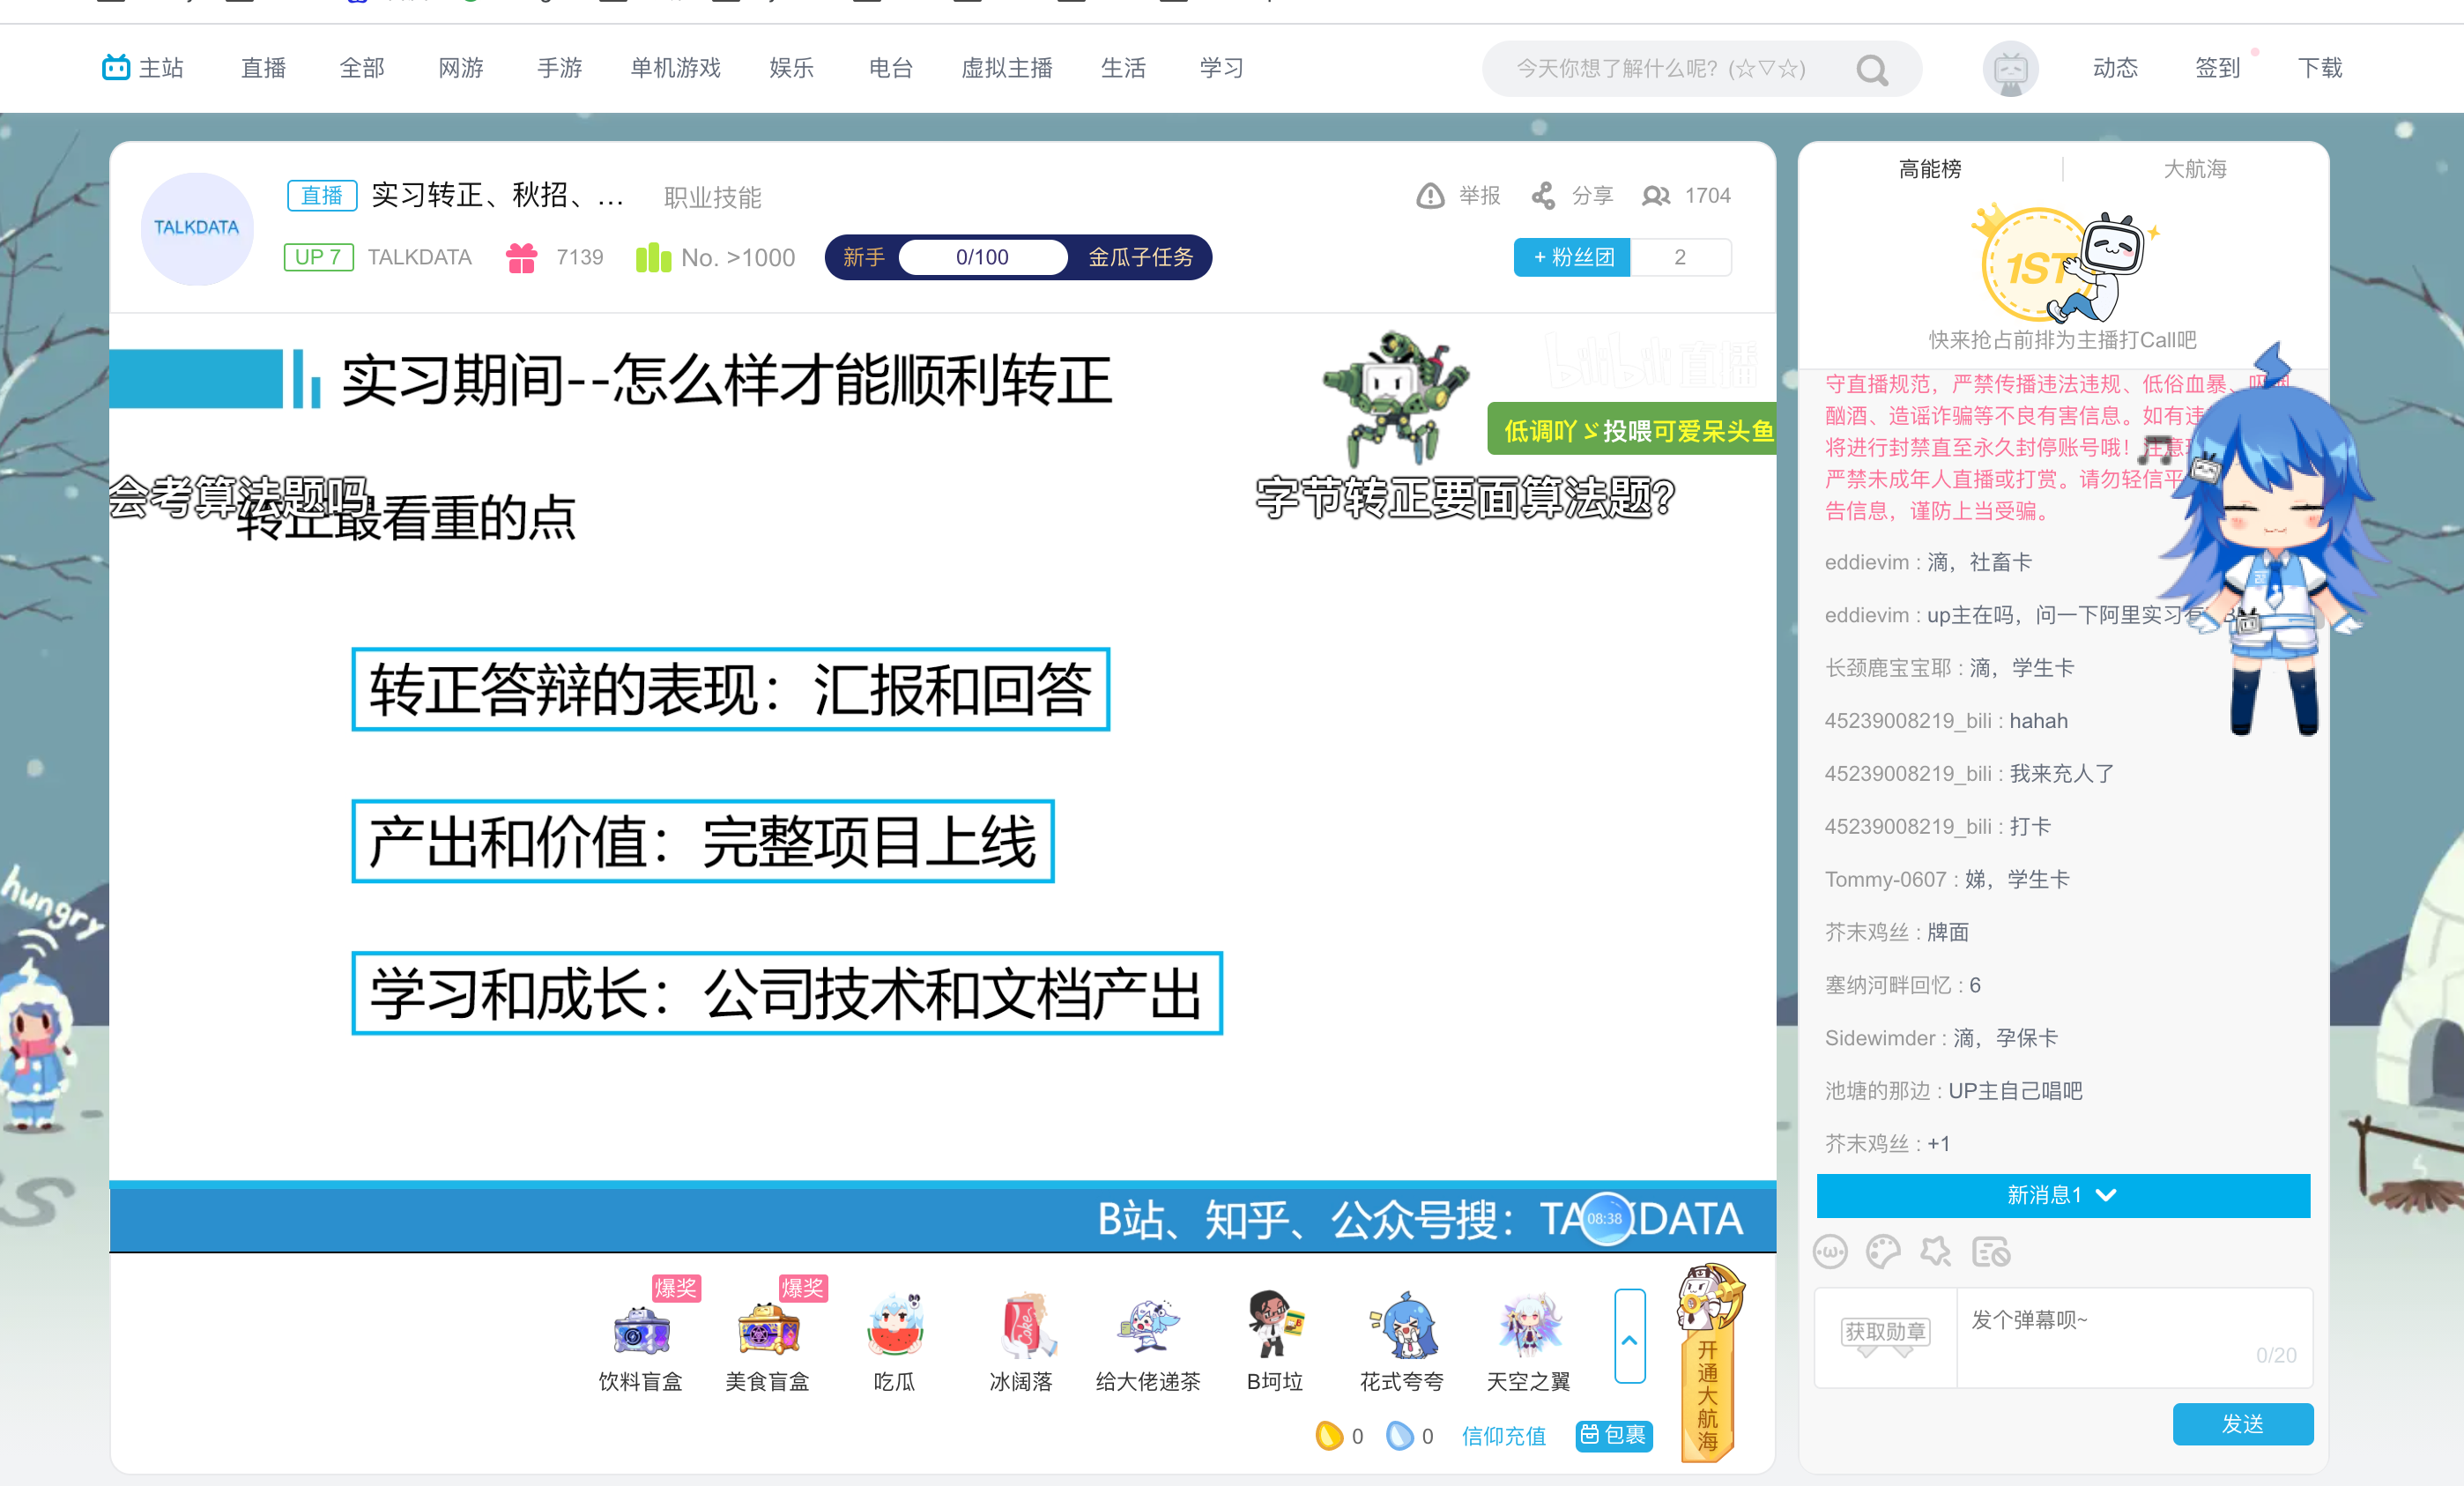 主站 直播 全部 网游 手游 单机游戏 娱乐 电台 虚拟主播 生活 学习 今天你想了解什么呢？(☆▽☆) 动态 签到 下载
TALKDATA
直播 实习转正、秋招、... 职业技能 举报 分享 1704
UP 7 TALKDATA 7139 No. >1000 新手 0/100 金瓜子任务 + 粉丝团 2
实习期间--怎么样才能顺利转正
bilibili 直播
低调吖ゞ投喂可爱呆头鱼
会考算法题吗
字节转正要面算法题？
转正最看重的点
转正答辩的表现：汇报和回答
产出和价值：完整项目上线
学习和成长：公司技术和文档产出
B站、知乎、公众号搜：TALKDATA
08:38
爆奖 爆奖
饮料盲盒 美食盲盒 吃瓜 冰阔落 给大佬递茶 B坷垃 花式夸夸 天空之翼
开通大航海
0 0 信仰充值 包裹
高能榜 大航海
1ST
快来抢占前排为主播打Call吧
守直播规范，严禁传播违法违规、低俗血暴、
酗酒、造谣诈骗等不良有害信息。如有违
将进行封禁直至永久封停账号哦！注意
严禁未成年人直播或打赏。请勿轻信平
告信息，谨防上当受骗。
eddievim : 滴，社畜卡
eddievim : up主在吗，问一下阿里实习有
长颈鹿宝宝耶 : 滴，学生卡
45239008219_bili : hahah
45239008219_bili : 我来充人了
45239008219_bili : 打卡
Tommy-0607 : 娣，学生卡
芥末鸡丝 : 牌面
塞纳河畔回忆 : 6
Sidewimder : 滴，孕保卡
池塘的那边 : UP主自己唱吧
芥末鸡丝 : +1
新消息1
获取勋章 发个弹幕呗~
0/20
发送
hungry